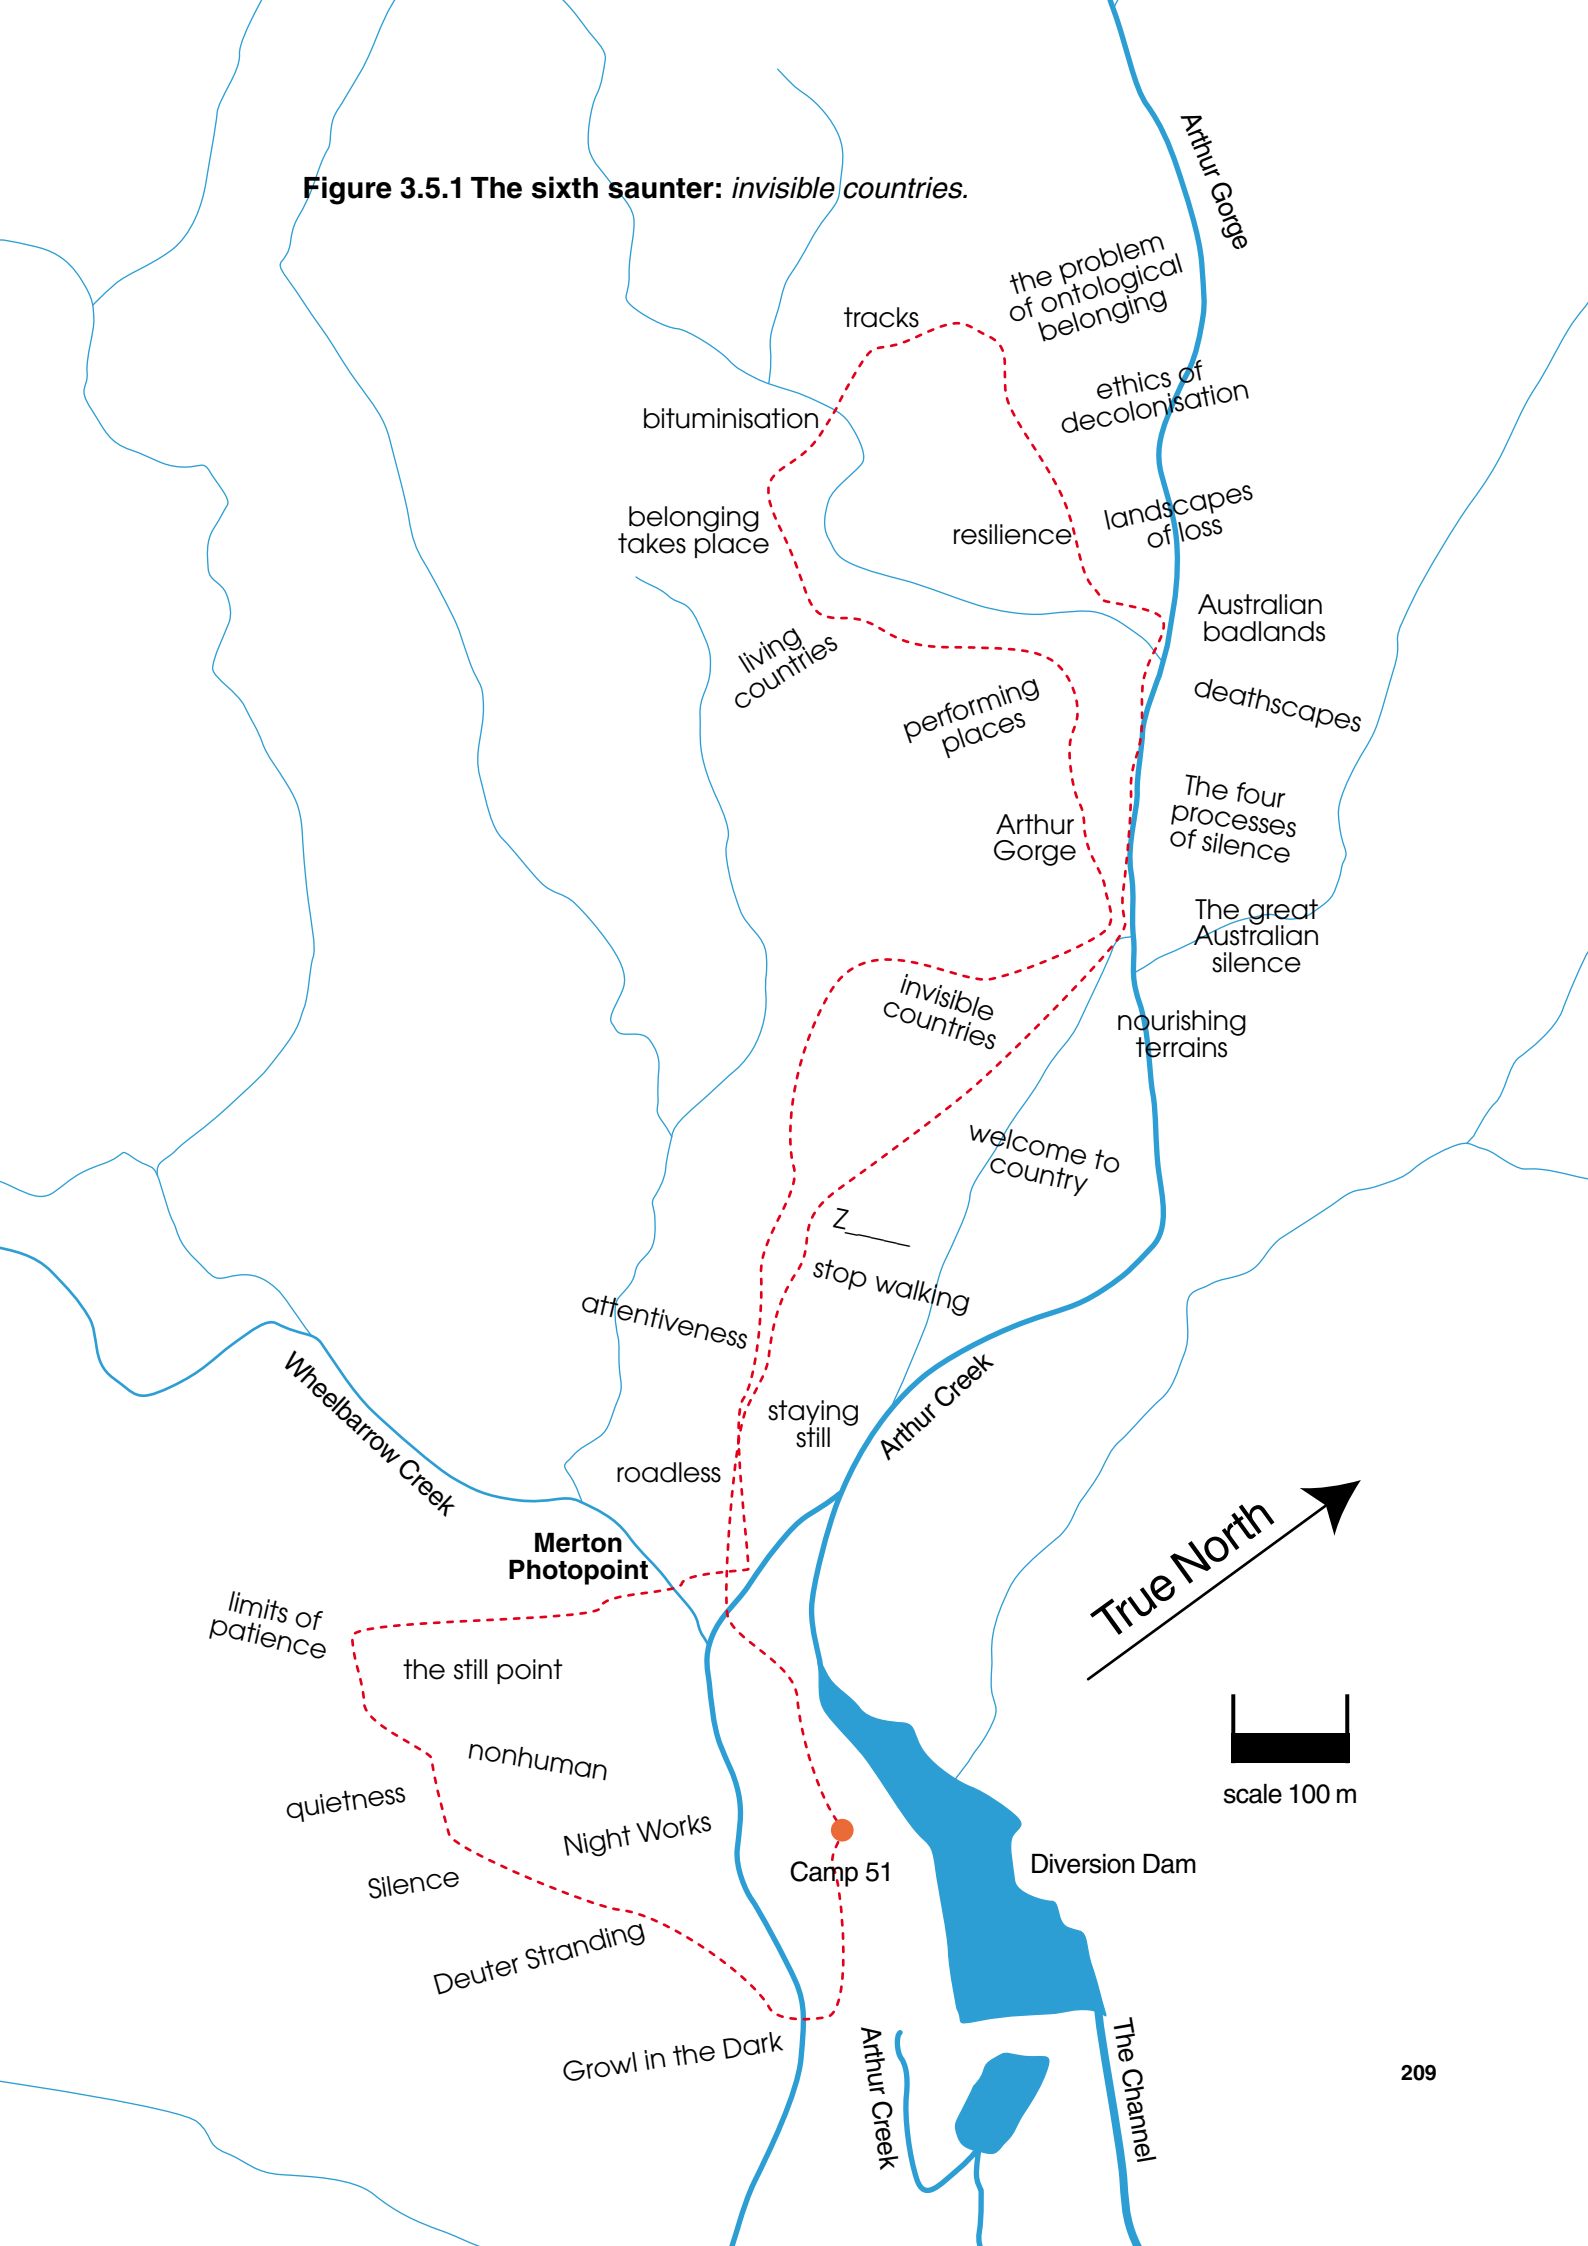 Arthur Gorge
Figure 3.5.1 The sixth saunter: invisible countries.
the problem
of ontological
belonging
tracks
ethics of
decolonisation
bituminisation
landscapes
of loss
belonging
takes place
resilience
Australian
badlands
living
countries
deathscapes
performing
places
The four
processes
of silence
Arthur
Gorge
The great
Australian
silence
invisible
countries
nourishing
terrains
welcome to
country
Z______
stop walking
attentiveness
Wheelbarrow Creek
Arthur Creek
staying
still
roadless
True North
Merton
Photopoint
limits of
patience
the still point
nonhuman
quietness
scale 100 m
Night Works
Camp 51
Diversion Dam
Silence
Deuter Stranding
Growl in the Dark
Arthur Creek
The Channel
209